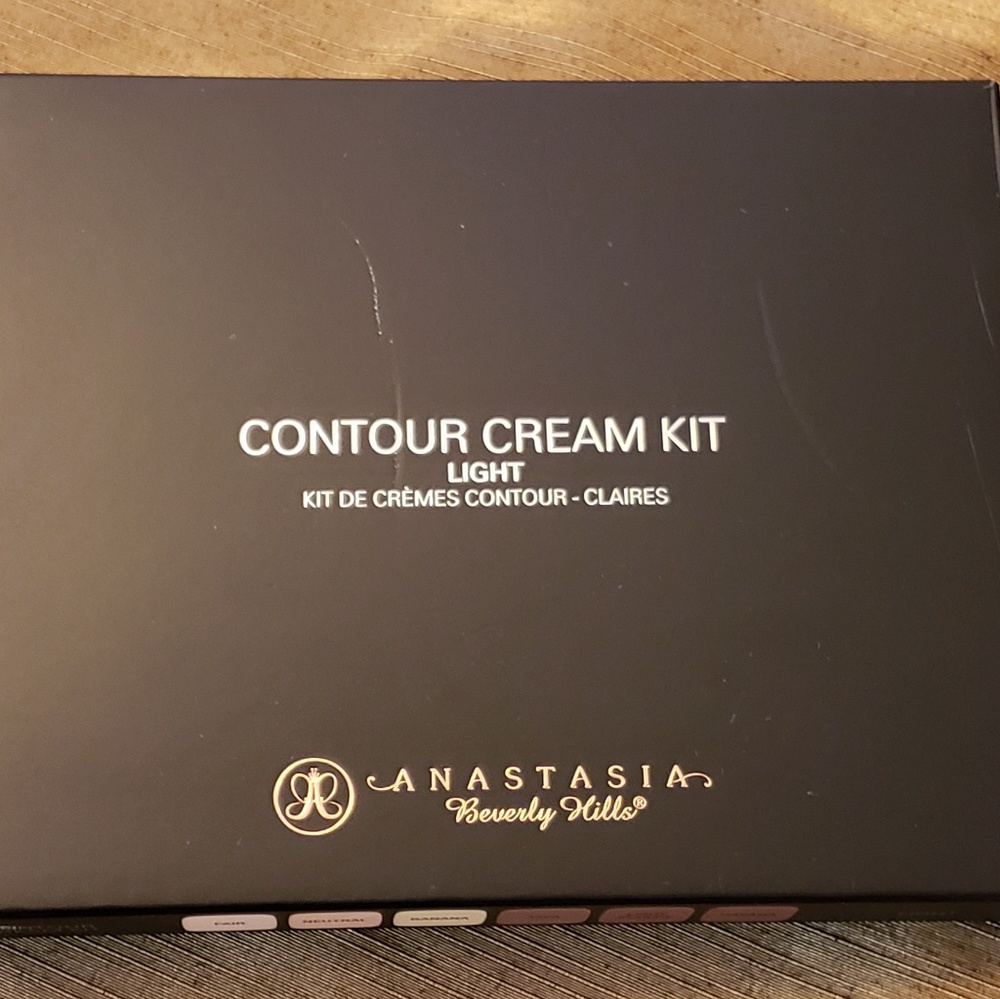 CONTOUR CREAM KIT
LIGHT
KIT DE CRÈMES CONTOUR - CLAIRES
ANASTASIA
Beverly Hills®
FAIR NEUTRAL BANANA